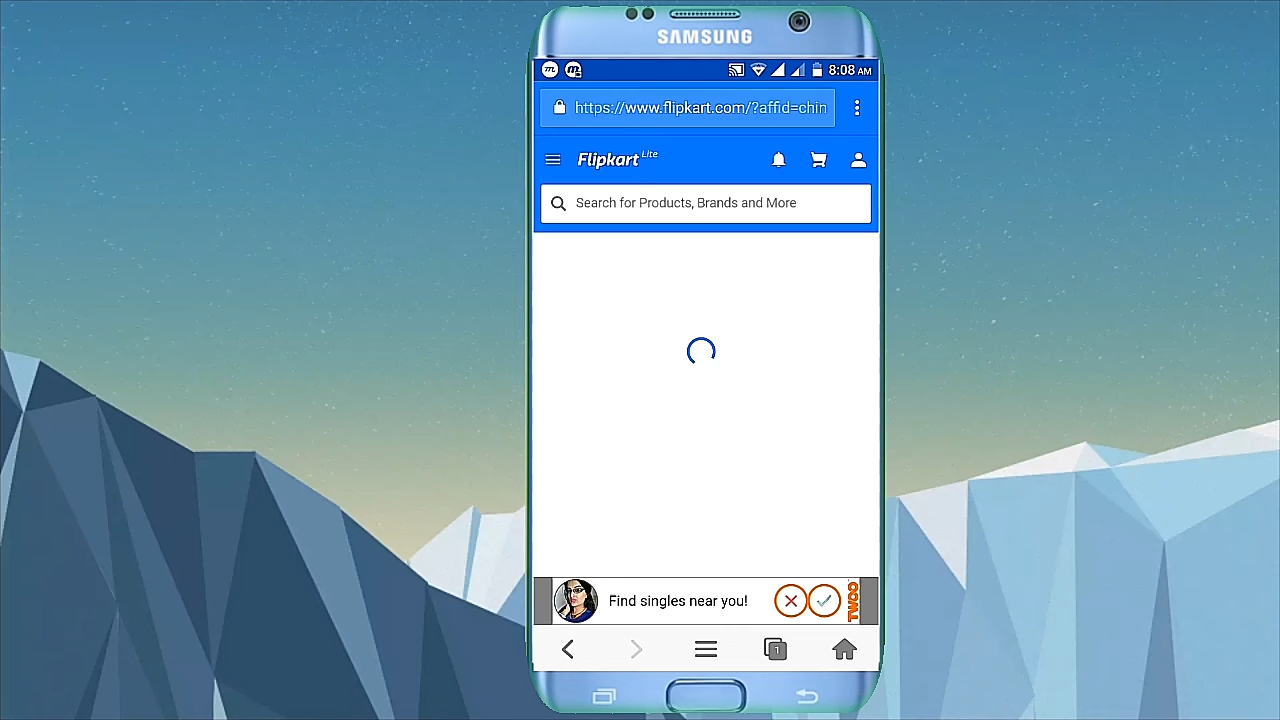 SAMSUNG
8:08 AM
https://www.flipkart.com/?affid=chin
Flipkart Lite
Search for Products, Brands and More
Find singles near you!
TWOO
1